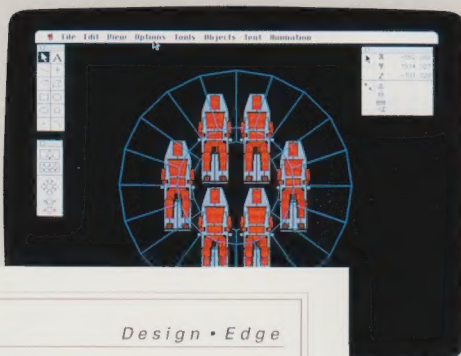 File Edit View Options Tools Objects Text Animation
A
X
Y
Z
Design • Edge